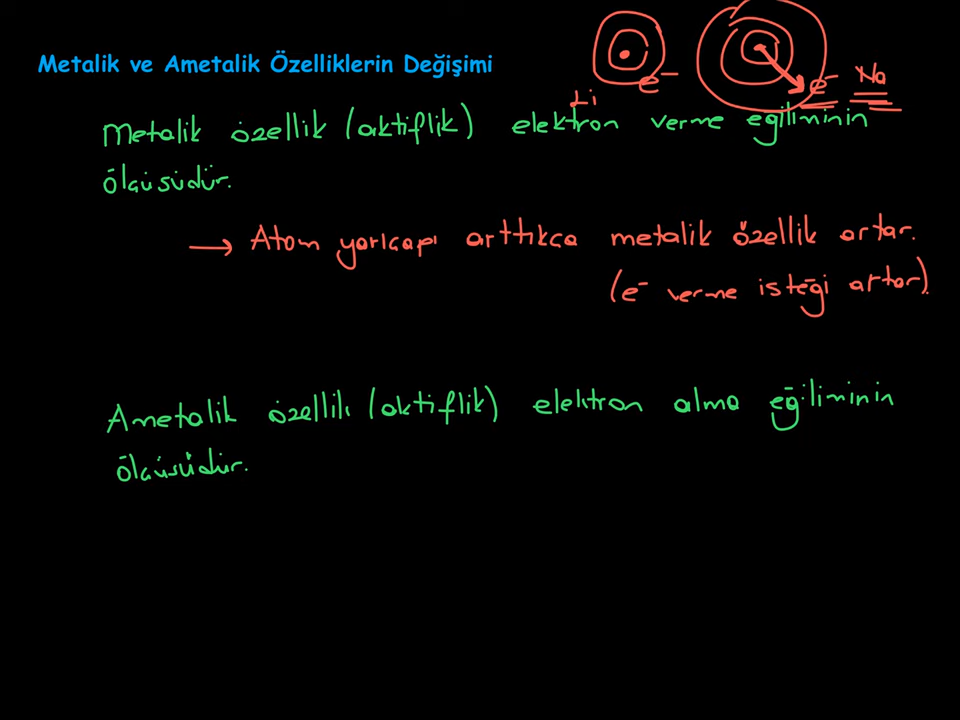 Metalik ve Ametalik Özelliklerin Değişimi
e⁻ Li
e⁻ Na
Metalik özellik (aktiflik) elektron verme eğiliminin
ölçüsüdür.
→ Atom yarıçapı arttıkça metalik özellik artar.
(e⁻ verme isteği artar).
Ametalik özellik (aktiflik) elektron alma eğiliminin
ölçüsüdür.